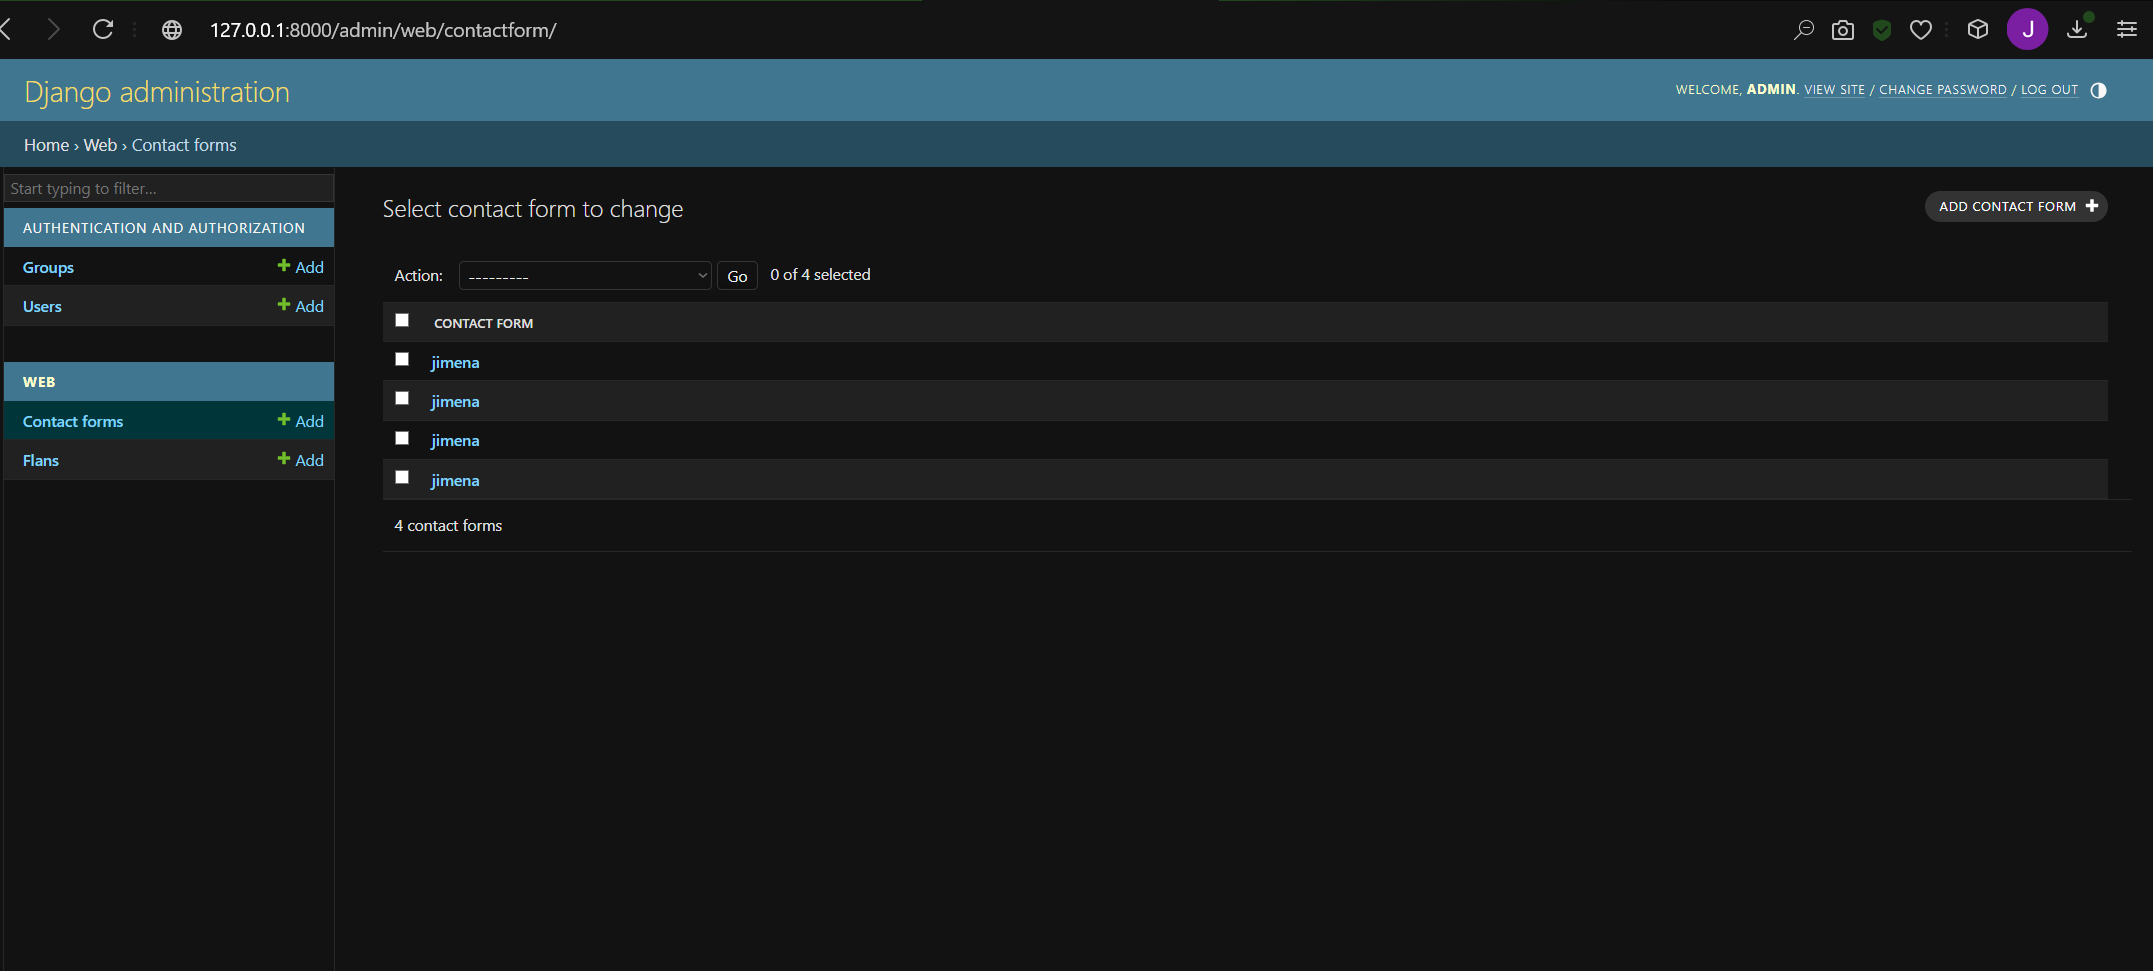 127.0.0.1:8000/admin/web/contactform/
J
Django administration
WELCOME, ADMIN. VIEW SITE / CHANGE PASSWORD / LOG OUT
Home › Web › Contact forms
Start typing to filter...
AUTHENTICATION AND AUTHORIZATION
Groups + Add
Users + Add
WEB
Contact forms + Add
Flans + Add
Select contact form to change
ADD CONTACT FORM +
Action: --------- Go 0 of 4 selected
CONTACT FORM
jimena
jimena
jimena
jimena
4 contact forms